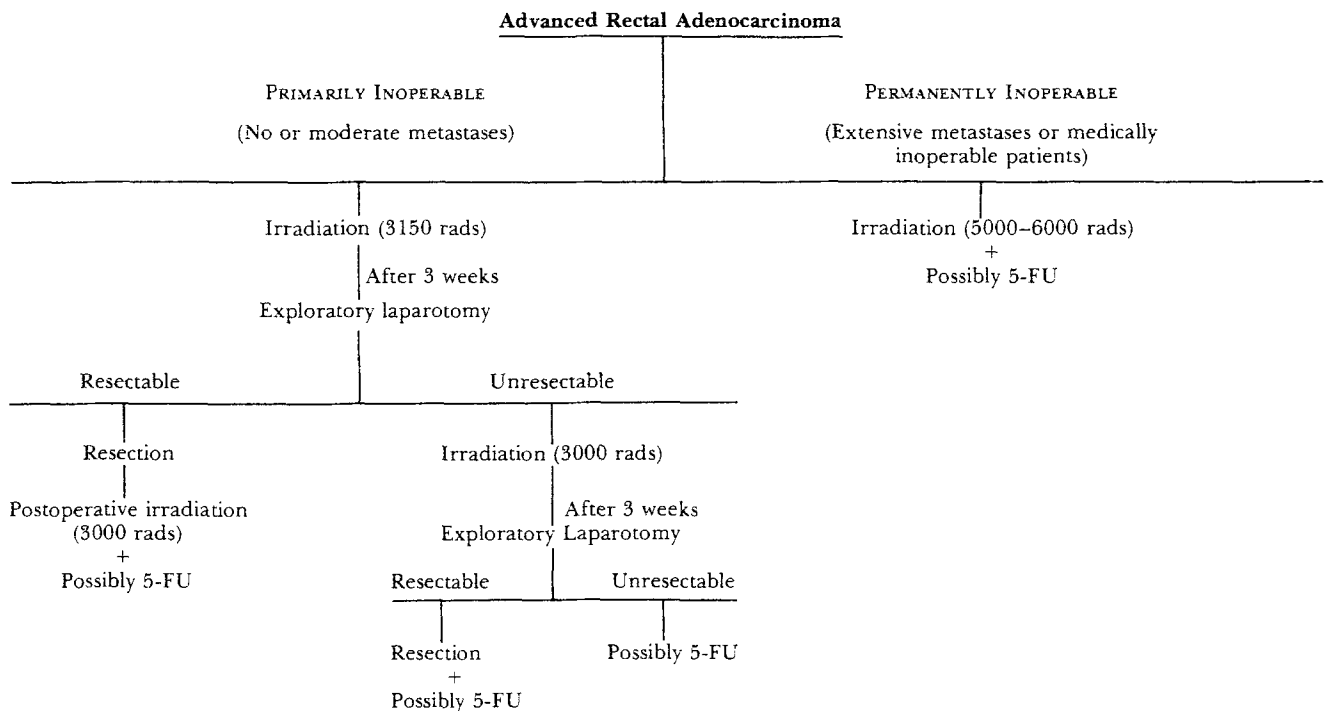 Advanced Rectal Adenocarcinoma
PRIMARILY INOPERABLE
(No or moderate metastases)
PERMANENTLY INOPERABLE
(Extensive metastases or medically
inoperable patients)
Irradiation (3150 rads)
After 3 weeks
Exploratory laparotomy
Irradiation (5000–6000 rads)
+
Possibly 5-FU
Resectable
Unresectable
Resection
Postoperative irradiation
(3000 rads)
+
Possibly 5-FU
Irradiation (3000 rads)
After 3 weeks
Exploratory Laparotomy
Resectable
Unresectable
Resection
+
Possibly 5-FU
Possibly 5-FU